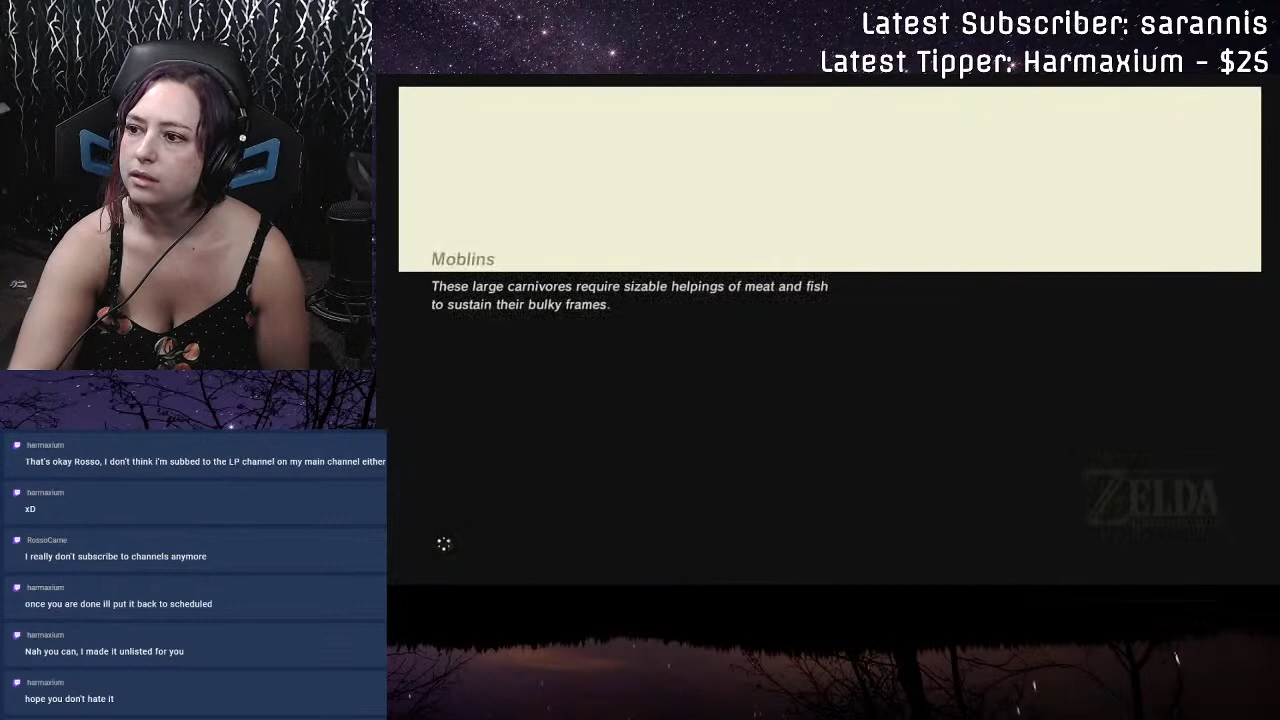 Latest Subscriber: sarannis
Latest Tipper: Harmaxium - $25
Moblins
These large carnivores require sizable helpings of meat and fish
to sustain their bulky frames.
ZELDA
harmaxium
That's okay Rosso, I don't think i'm subbed to the LP channel on my main channel either
harmaxium
xD
RossoCarne
I really don't subscribe to channels anymore
harmaxium
once you are done ill put it back to scheduled
harmaxium
Nah you can, I made it unlisted for you
harmaxium
hope you don't hate it